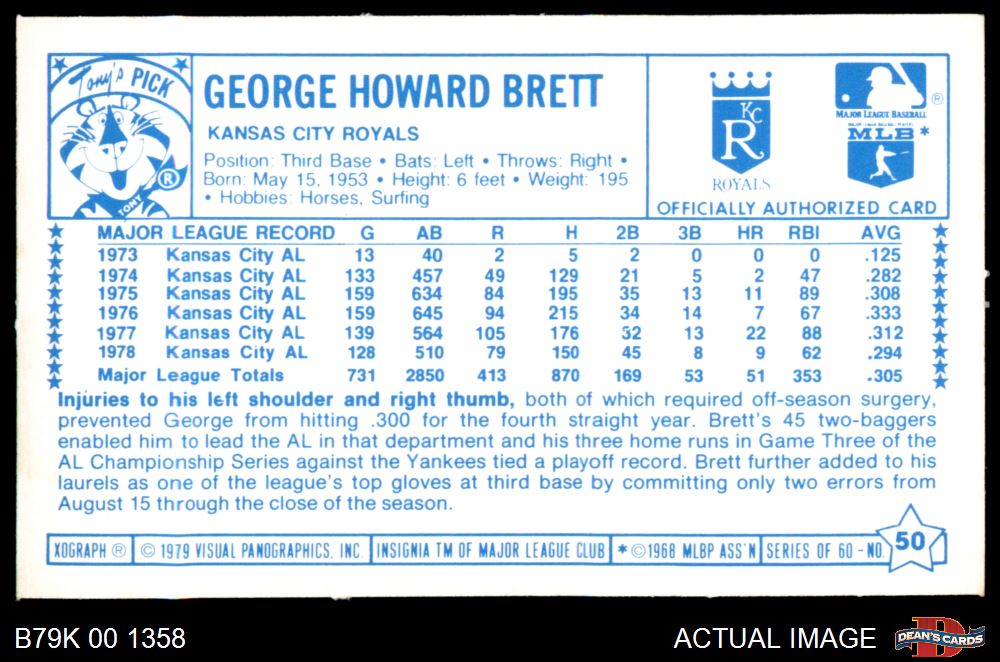 Tony's PICK
TONY
®
GEORGE HOWARD BRETT
KANSAS CITY ROYALS
Position: Third Base • Bats: Left • Throws: Right •
Born: May 15, 1953 • Height: 6 feet • Weight: 195
• Hobbies: Horses, Surfing
KC
R
ROYALS
®
MAJOR LEAGUE BASEBALL
MAJOR LEAGUE BASEBALL PLAYERS
MLB *
OFFICIALLY AUTHORIZED CARD
MAJOR LEAGUE RECORD G AB R H 2B 3B HR RBI AVG
1973 Kansas City AL 13 40 2 5 2 0 0 0 .125
1974 Kansas City AL 133 457 49 129 21 5 2 47 .282
1975 Kansas City AL 159 634 84 195 35 13 11 89 .308
1976 Kansas City AL 159 645 94 215 34 14 7 67 .333
1977 Kansas City AL 139 564 105 176 32 13 22 88 .312
1978 Kansas City AL 128 510 79 150 45 8 9 62 .294
Major League Totals 731 2850 413 870 169 53 51 353 .305
Injuries to his left shoulder and right thumb, both of which required off-season surgery,
prevented George from hitting .300 for the fourth straight year. Brett's 45 two-baggers
enabled him to lead the AL in that department and his three home runs in Game Three of the
AL Championship Series against the Yankees tied a playoff record. Brett further added to his
laurels as one of the league's top gloves at third base by committing only two errors from
August 15 through the close of the season.
XOGRAPH ® © 1979 VISUAL PANOGRAPHICS, INC. INSIGNIA TM OF MAJOR LEAGUE CLUB * © 1968 MLBP ASS'N SERIES OF 60 - NO. 50
B79K 00 1358
ACTUAL IMAGE
DEAN'S CARDS